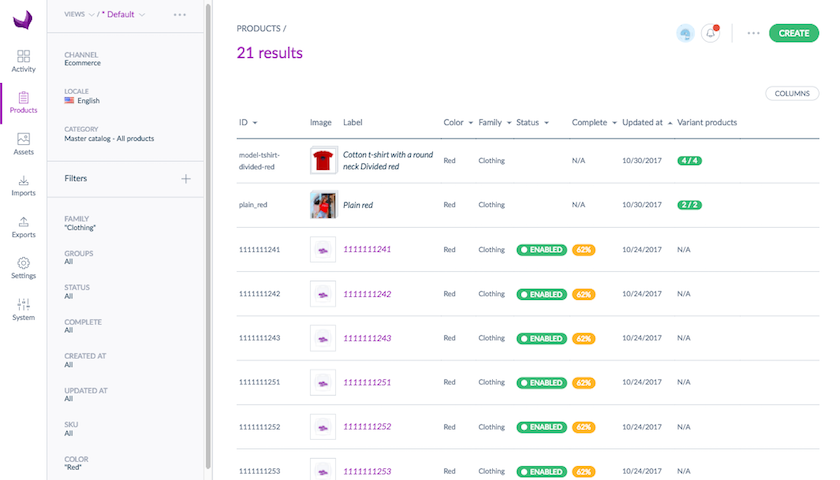 VIEWS / * Default
CHANNEL
Ecommerce
LOCALE
English
CATEGORY
Master catalog - All products
Filters
FAMILY
"Clothing"
GROUPS
All
STATUS
All
COMPLETE
All
CREATED AT
All
UPDATED AT
All
SKU
All
COLOR
"Red"
Activity
Products
Assets
Imports
Exports
Settings
System
PRODUCTS /
21 results
CREATE
COLUMNS
ID Image Label Color Family Status Complete Updated at Variant products
model-tshirt-
divided-red
Cotton t-shirt with a round
neck Divided red
Red Clothing N/A 10/30/2017 4 / 4
plain_red Plain red Red Clothing N/A 10/30/2017 2 / 2
1111111241 1111111241 Red Clothing ENABLED 62% 10/24/2017 N/A
1111111242 1111111242 Red Clothing ENABLED 62% 10/24/2017 N/A
1111111243 1111111243 Red Clothing ENABLED 62% 10/24/2017 N/A
1111111251 1111111251 Red Clothing ENABLED 62% 10/24/2017 N/A
1111111252 1111111252 Red Clothing ENABLED 62% 10/24/2017 N/A
1111111253 1111111253 Red Clothing ENABLED 62% 10/24/2017 N/A